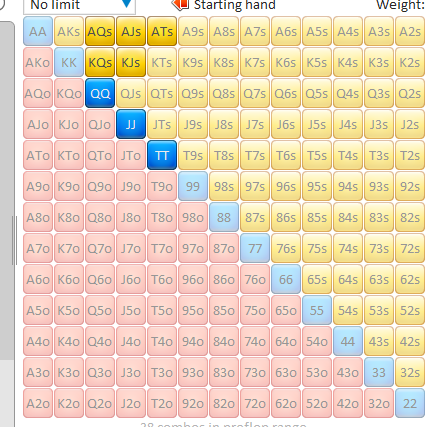 No limit Starting hand Weight:
AA AKs AQs AJs ATs A9s A8s A7s A6s A5s A4s A3s A2s
AKo KK KQs KJs KTs K9s K8s K7s K6s K5s K4s K3s K2s
AQo KQo QQ QJs QTs Q9s Q8s Q7s Q6s Q5s Q4s Q3s Q2s
AJo KJo QJo JJ JTs J9s J8s J7s J6s J5s J4s J3s J2s
ATo KTo QTo JTo TT T9s T8s T7s T6s T5s T4s T3s T2s
A9o K9o Q9o J9o T9o 99 98s 97s 96s 95s 94s 93s 92s
A8o K8o Q8o J8o T8o 98o 88 87s 86s 85s 84s 83s 82s
A7o K7o Q7o J7o T7o 97o 87o 77 76s 75s 74s 73s 72s
A6o K6o Q6o J6o T6o 96o 86o 76o 66 65s 64s 63s 62s
A5o K5o Q5o J5o T5o 95o 85o 75o 65o 55 54s 53s 52s
A4o K4o Q4o J4o T4o 94o 84o 74o 64o 54o 44 43s 42s
A3o K3o Q3o J3o T3o 93o 83o 73o 63o 53o 43o 33 32s
A2o K2o Q2o J2o T2o 92o 82o 72o 62o 52o 42o 32o 22
38 combos in preflop range